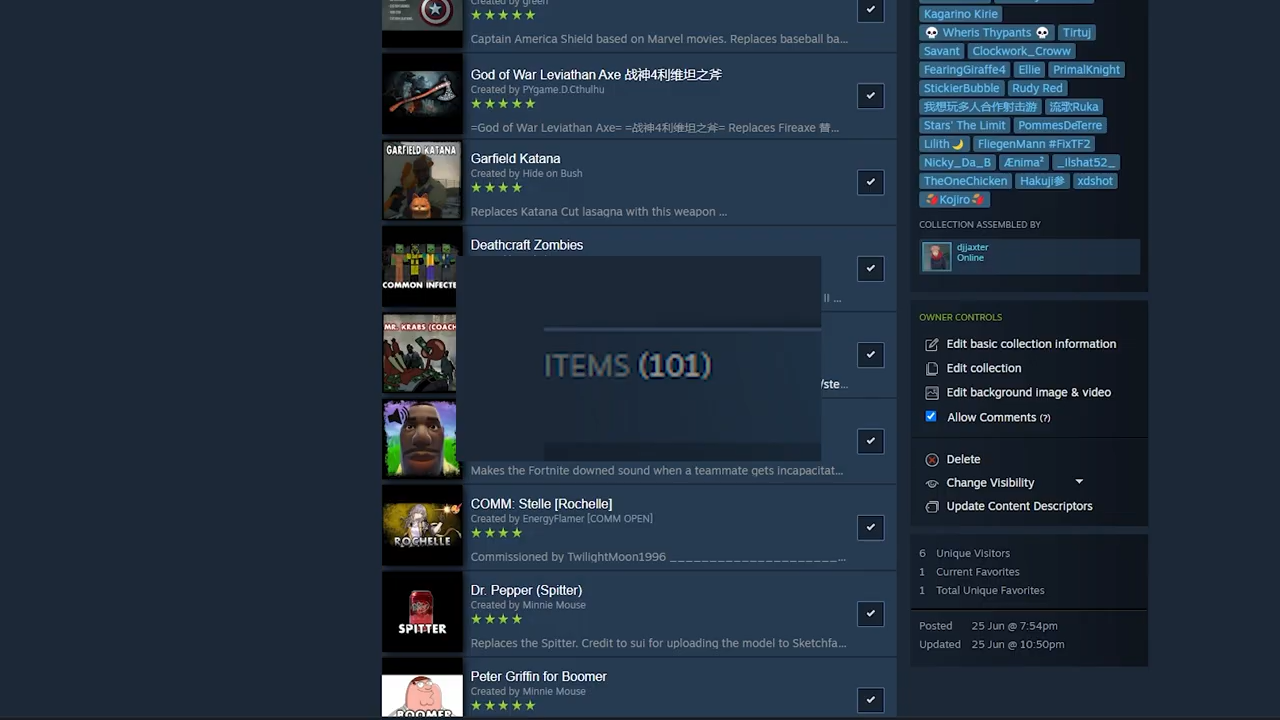 Created by green
Captain America Shield based on Marvel movies. Replaces baseball ba...
God of War Leviathan Axe 战神4利维坦之斧
Created by PYgame.D.Cthulhu
=God of War Leviathan Axe= =战神4利维坦之斧= Replaces Fireaxe 替...
GARFIELD KATANA
Garfield Katana
Created by Hide on Bush
Replaces Katana Cut lasagna with this weapon ...
Deathcraft Zombies
COMMON INFECTE
ll ...
MR. KRABS (COACH
/ste...
ITEMS (101)
Makes the Fortnite downed sound when a teammate gets incapacitat...
COMM: Stelle [Rochelle]
Created by EnergyFlamer [COMM OPEN]
ROCHELLE
Commissioned by TwilightMoon1996 ______________________...
Dr. Pepper (Spitter)
Created by Minnie Mouse
SPITTER
Replaces the Spitter. Credit to sui for uploading the model to Sketchfa...
Peter Griffin for Boomer
Created by Minnie Mouse
BOOMER
Kagarino Kirie
💀 Wheris Thypants 💀 Tirtuj
Savant Clockwork_Croww
FearingGiraffe4 Ellie PrimalKnight
StickierBubble Rudy Red
我想玩多人合作射击游 流歌Ruka
Stars' The Limit PommesDeTerre
Lilith🌙 FliegenMann #FixTF2
Nicky_Da_B Ænima² _Ilshat52_
TheOneChicken Hakuji參 xdshot
Kojiro
COLLECTION ASSEMBLED BY
djjaxter
Online
OWNER CONTROLS
Edit basic collection information
Edit collection
Edit background image & video
Allow Comments (?)
Delete
Change Visibility
Update Content Descriptors
6 Unique Visitors
1 Current Favorites
1 Total Unique Favorites
Posted 25 Jun @ 7:54pm
Updated 25 Jun @ 10:50pm